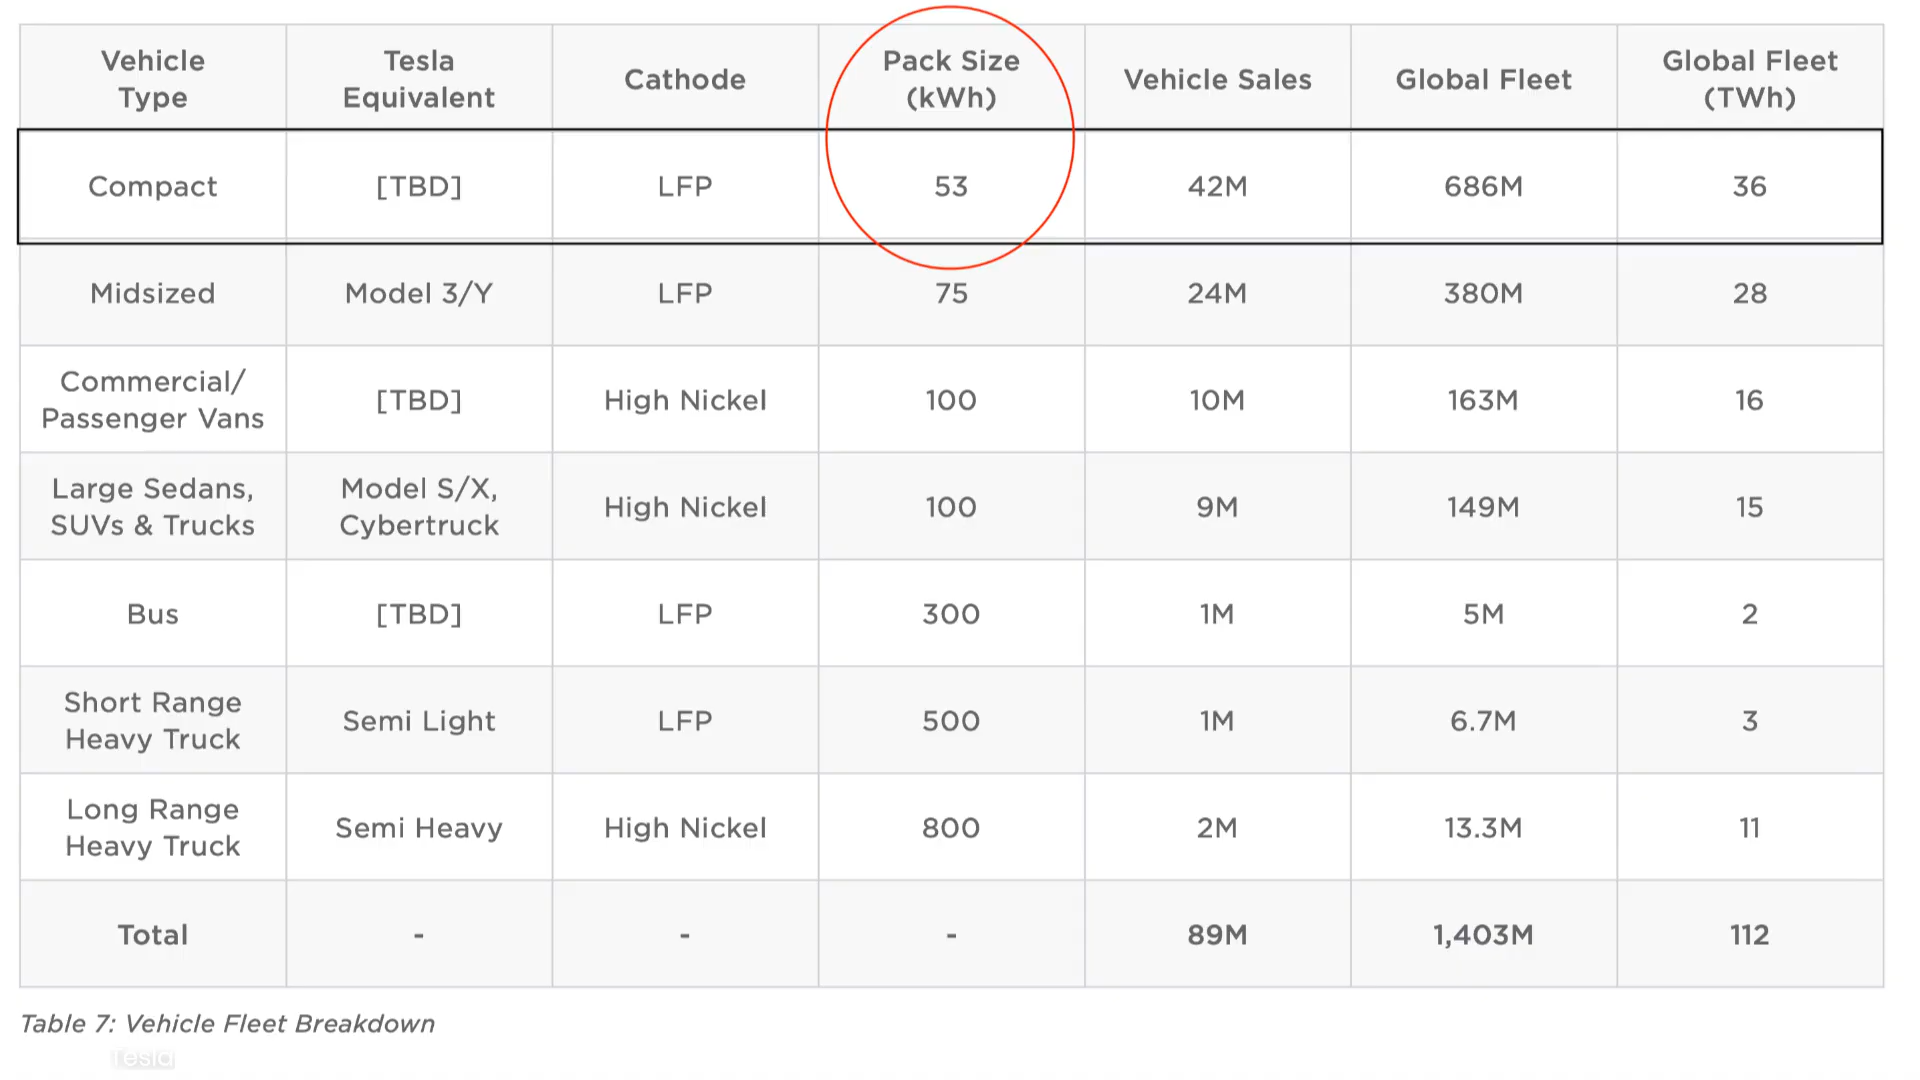 Vehicle Type
Tesla Equivalent
Cathode
Pack Size (kWh)
Vehicle Sales
Global Fleet
Global Fleet (TWh)
Compact
[TBD]
LFP
53
42M
686M
36
Midsized
Model 3/Y
LFP
75
24M
380M
28
Commercial/
Passenger Vans
[TBD]
High Nickel
100
10M
163M
16
Large Sedans,
SUVs & Trucks
Model S/X,
Cybertruck
High Nickel
100
9M
149M
15
Bus
[TBD]
LFP
300
1M
5M
2
Short Range
Heavy Truck
Semi Light
LFP
500
1M
6.7M
3
Long Range
Heavy Truck
Semi Heavy
High Nickel
800
2M
13.3M
11
Total
-
-
-
89M
1,403M
112
Table 7: Vehicle Fleet Breakdown
Tesla